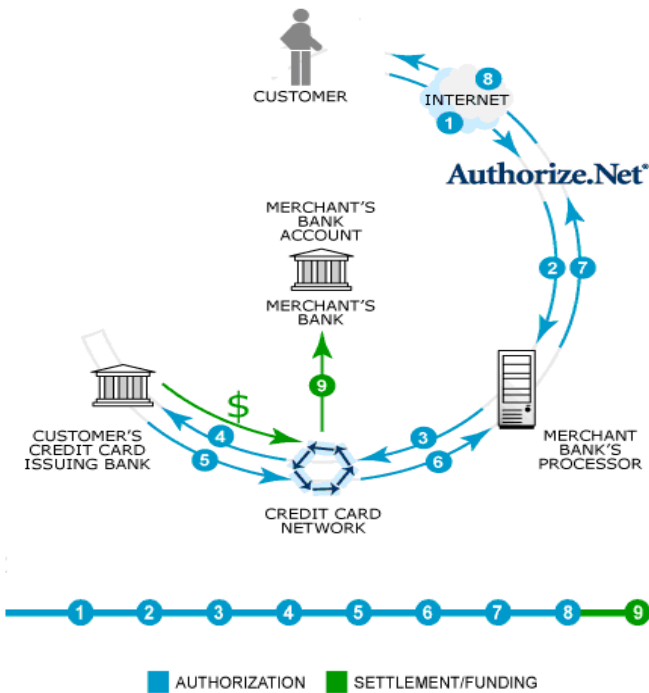 CUSTOMER
8
INTERNET
1
Authorize.Net®
MERCHANT'S
BANK
ACCOUNT
2
7
MERCHANT'S
BANK
9
$
4
3
5
6
CUSTOMER'S
CREDIT CARD
ISSUING BANK
MERCHANT
BANK'S
PROCESSOR
CREDIT CARD
NETWORK
1 2 3 4 5 6 7 8 9
AUTHORIZATION SETTLEMENT/FUNDING